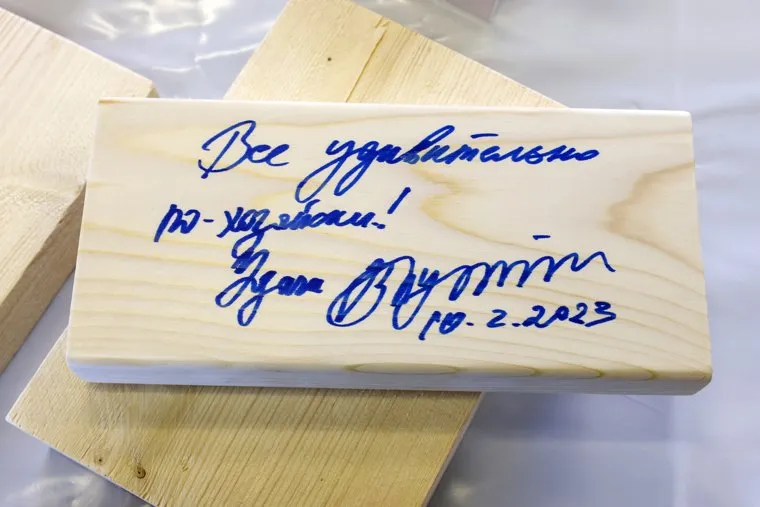 Все удивительно
по-хозяйски!
Удачи
10.2.2023